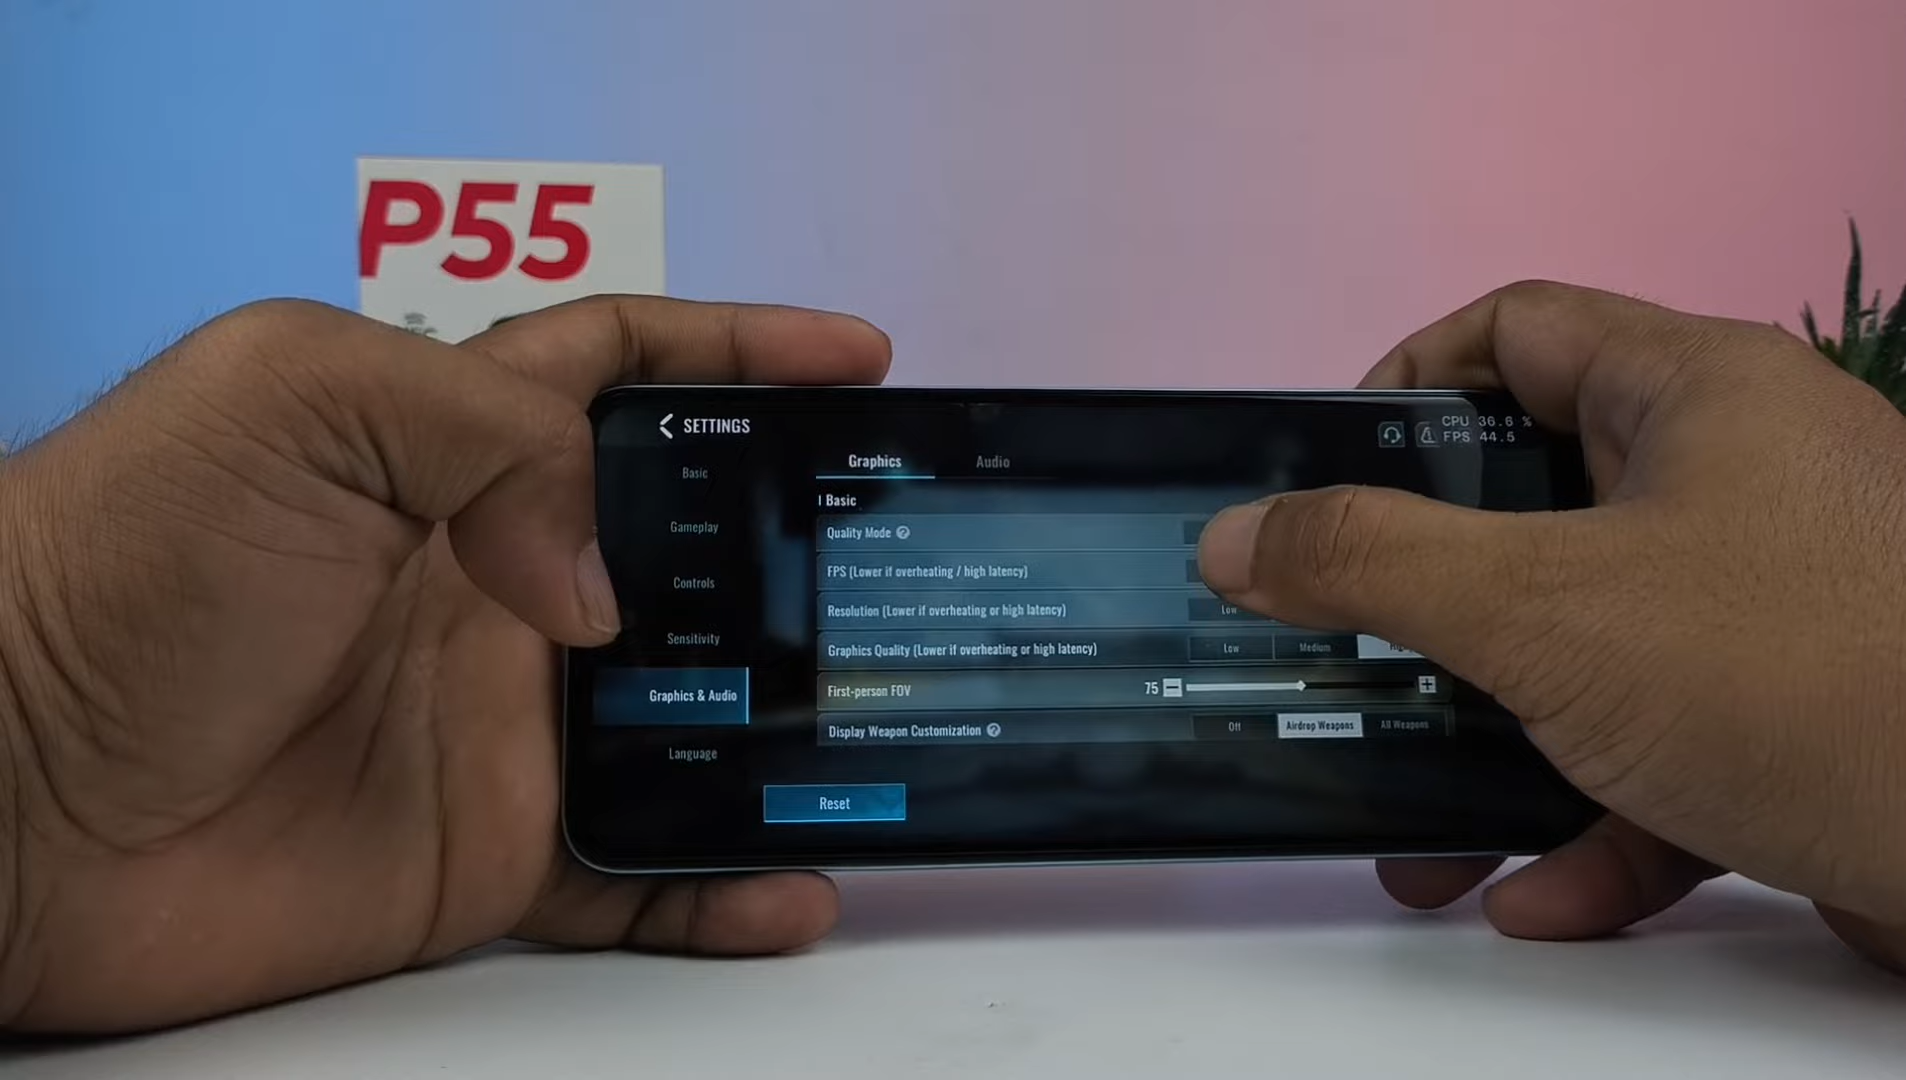 P55
SETTINGS
CPU 36.6 %
FPS 44.5
Basic
Gameplay
Controls
Sensitivity
Graphics & Audio
Language
Graphics Audio
Basic
Quality Mode
FPS (Lower if overheating / high latency)
Resolution (Lower if overheating or high latency) Low
Graphics Quality (Lower if overheating or high latency) Low Medium
First-person FOV 75
Display Weapon Customization Off Airdrop Weapons All Weapons
Reset